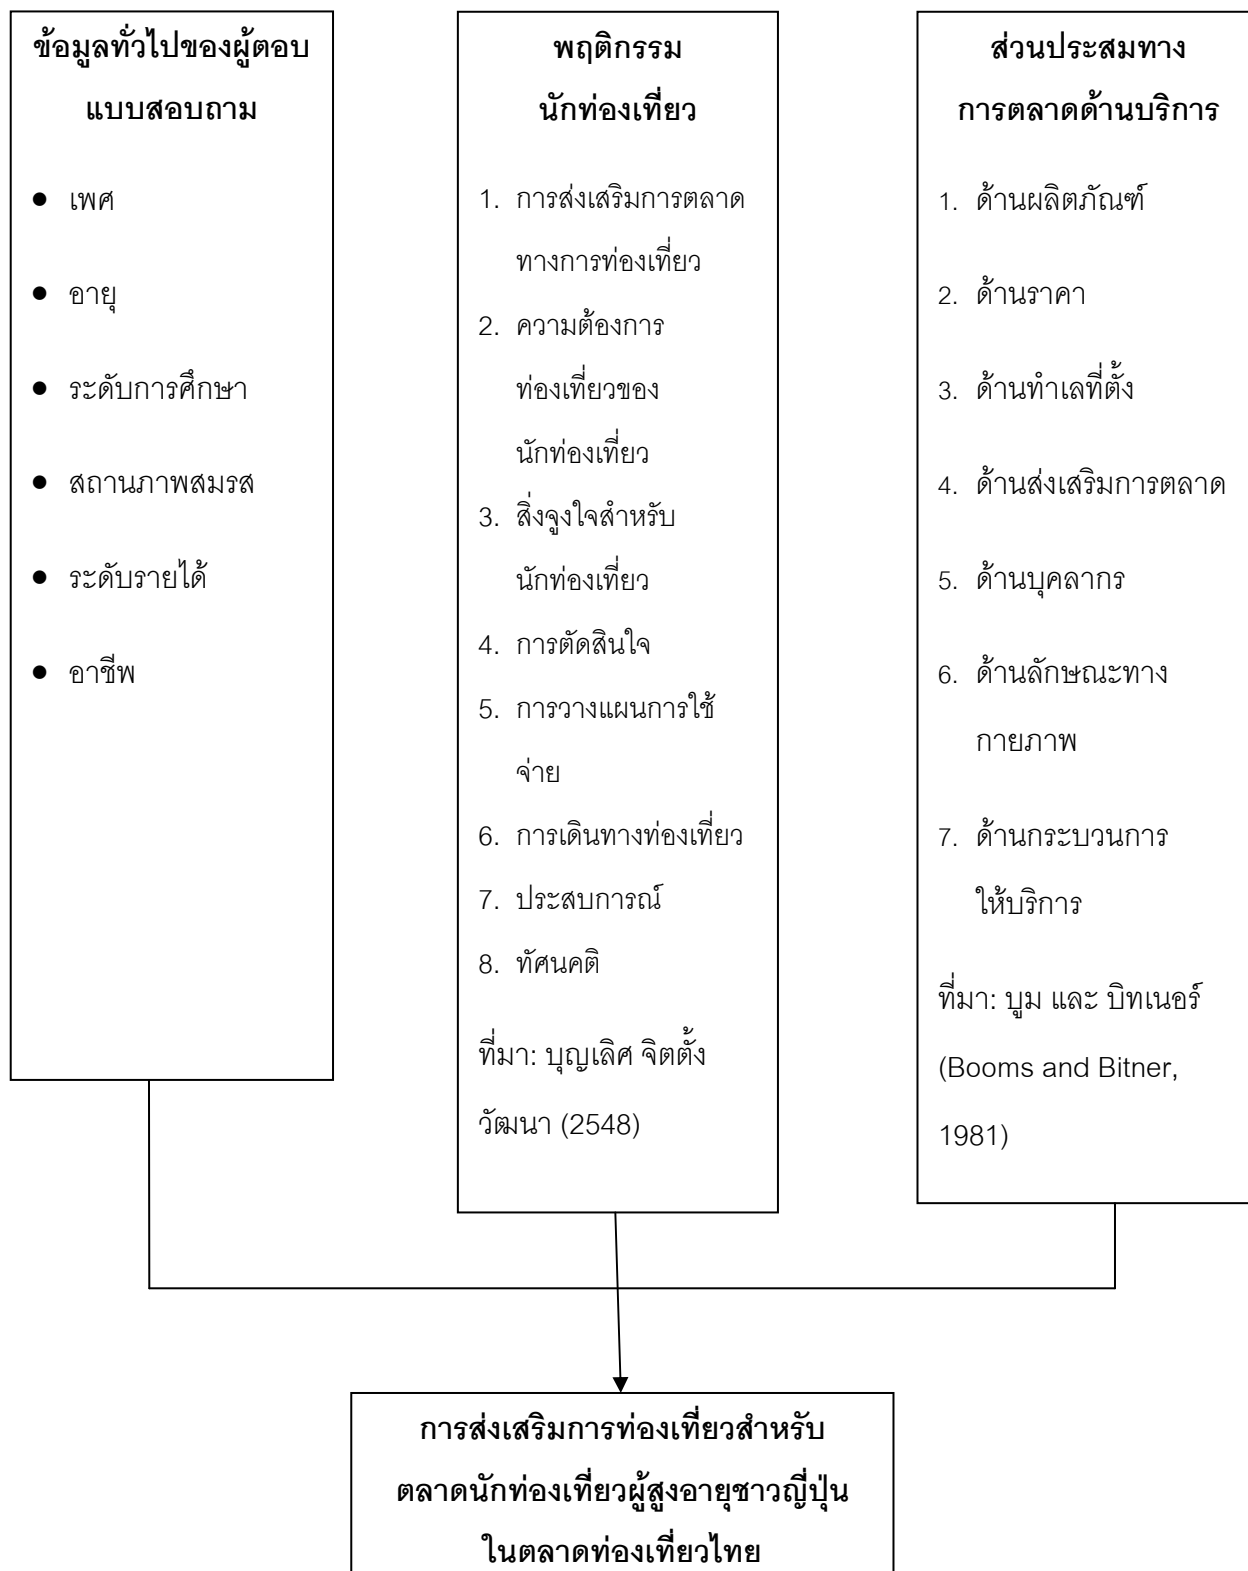 ข้อมูลทั่วไปของผู้ตอบ
แบบสอบถาม
● เพศ
● อายุ
● ระดับการศึกษา
● สถานภาพสมรส
● ระดับรายได้
● อาชีพ
พฤติกรรม
นักท่องเที่ยว
1. การส่งเสริมการตลาด
ทางการท่องเที่ยว
2. ความต้องการ
ท่องเที่ยวของ
นักท่องเที่ยว
3. สิ่งจูงใจสำหรับ
นักท่องเที่ยว
4. การตัดสินใจ
5. การวางแผนการใช้
จ่าย
6. การเดินทางท่องเที่ยว
7. ประสบการณ์
8. ทัศนคติ
ที่มา: บุญเลิศ จิตตั้ง
วัฒนา (2548)
ส่วนประสมทาง
การตลาดด้านบริการ
1. ด้านผลิตภัณฑ์
2. ด้านราคา
3. ด้านทำเลที่ตั้ง
4. ด้านส่งเสริมการตลาด
5. ด้านบุคลากร
6. ด้านลักษณะทาง
กายภาพ
7. ด้านกระบวนการ
ให้บริการ
ที่มา: บูม และ บิทเนอร์
(Booms and Bitner,
1981)
การส่งเสริมการท่องเที่ยวสำหรับ
ตลาดนักท่องเที่ยวผู้สูงอายุชาวญี่ปุ่น
ในตลาดท่องเที่ยวไทย